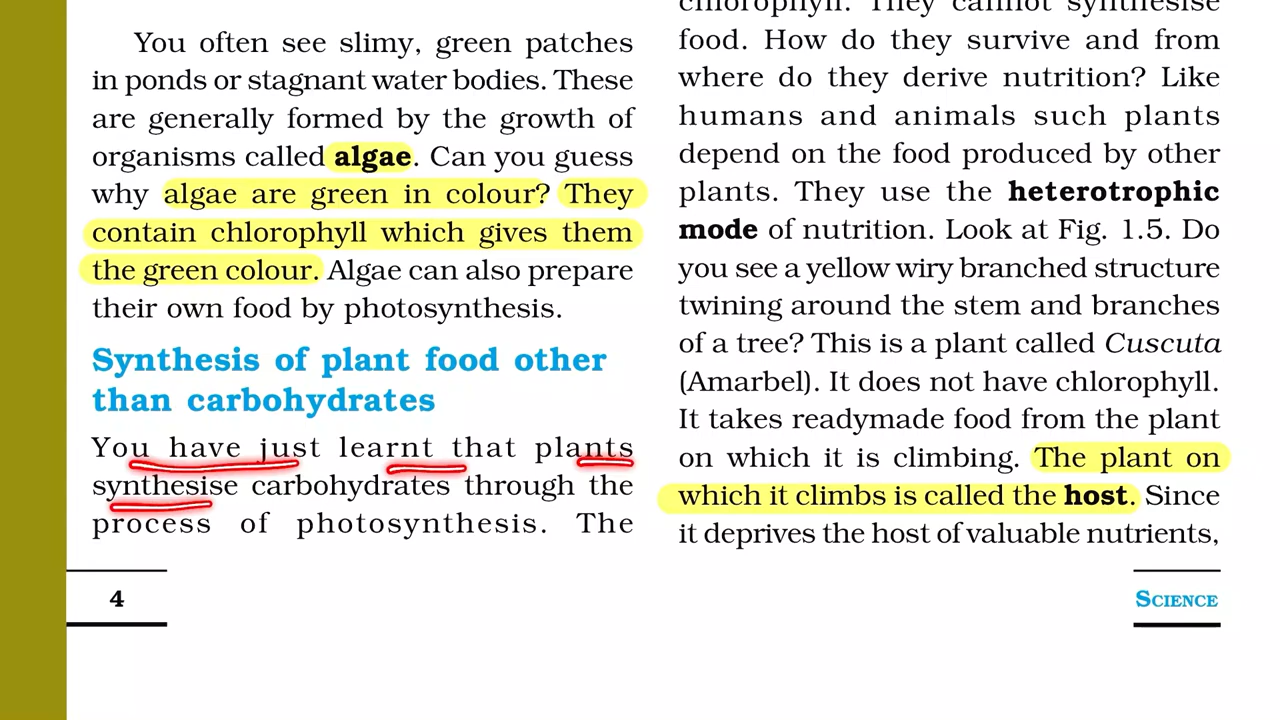 You often see slimy, green patches
in ponds or stagnant water bodies. These
are generally formed by the growth of
organisms called algae. Can you guess
why algae are green in colour? They
contain chlorophyll which gives them
the green colour. Algae can also prepare
their own food by photosynthesis.
Synthesis of plant food other
than carbohydrates
You have just learnt that plants
synthesise carbohydrates through the
process of photosynthesis. The
4
chlorophyll. They cannot synthesise
food. How do they survive and from
where do they derive nutrition? Like
humans and animals such plants
depend on the food produced by other
plants. They use the heterotrophic
mode of nutrition. Look at Fig. 1.5. Do
you see a yellow wiry branched structure
twining around the stem and branches
of a tree? This is a plant called Cuscuta
(Amarbel). It does not have chlorophyll.
It takes readymade food from the plant
on which it is climbing. The plant on
which it climbs is called the host. Since
it deprives the host of valuable nutrients,
SCIENCE